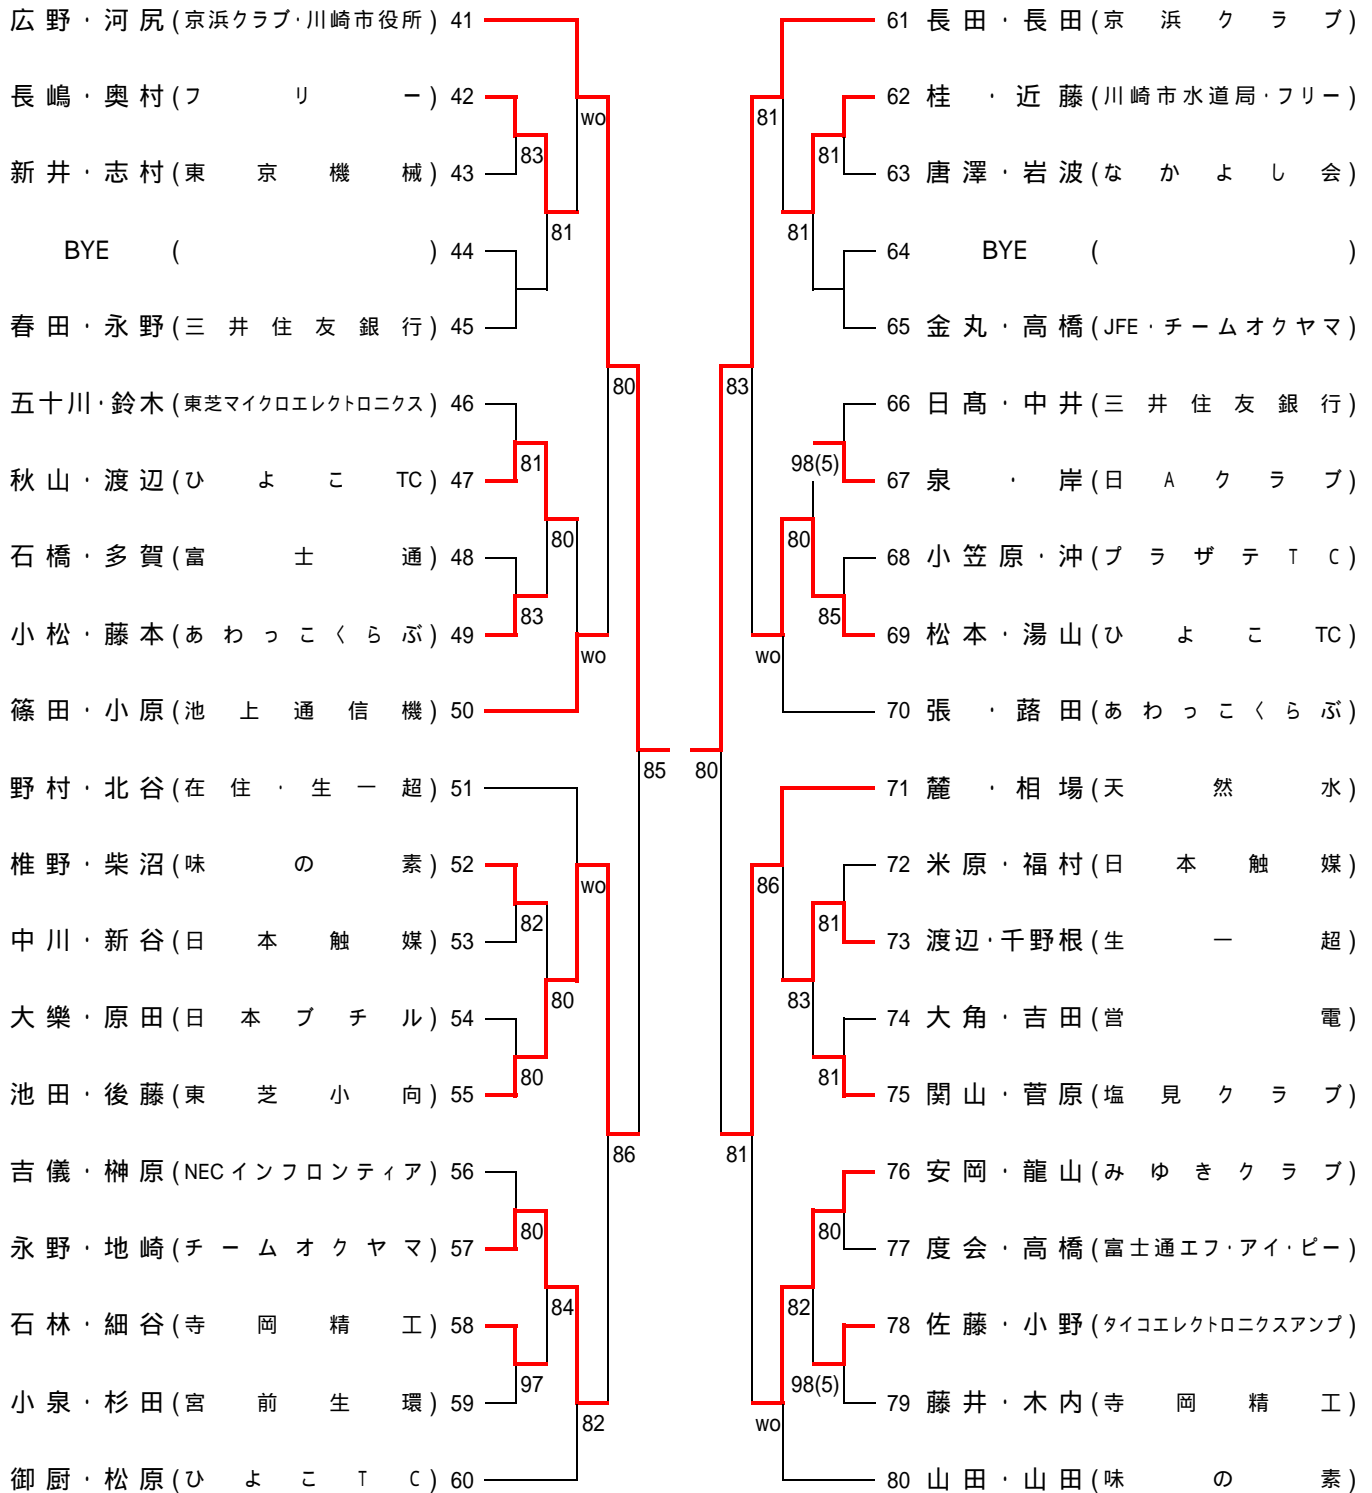 広野・河尻(京浜クラブ・川崎市役所) 41
長嶋・奥村(フリー) 42
新井・志村(東京機械) 43
BYE ( ) 44
春田・永野(三井住友銀行) 45
五十川・鈴木(東芝マイクロエレクトロニクス) 46
秋山・渡辺(ひよこTC) 47
石橋・多賀(富士通) 48
小松・藤本(あわっこくらぶ) 49
篠田・小原(池上通信機) 50
野村・北谷(在住・生一超) 51
椎野・柴沼(味の素) 52
中川・新谷(日本触媒) 53
大樂・原田(日本ブチル) 54
池田・後藤(東芝小向) 55
吉儀・榊原(NECインフロンティア) 56
永野・地崎(チームオクヤマ) 57
石林・細谷(寺岡精工) 58
小泉・杉田(宮前生環) 59
御厨・松原(ひよこTC) 60
83
81
wo
81
83
80
wo
80
82
80
80
wo
80
97
84
82
86
85
61 長田・長田(京浜クラブ)
62 桂・近藤(川崎市水道局・フリー)
63 唐澤・岩波(なかよし会)
64 BYE ( )
65 金丸・高橋(JFE・チームオクヤマ)
66 日髙・中井(三井住友銀行)
67 泉・岸(日Aクラブ)
68 小笠原・沖(プラザテTC)
69 松本・湯山(ひよこTC)
70 張・蕗田(あわっこくらぶ)
71 麓・相場(天然水)
72 米原・福村(日本触媒)
73 渡辺・千野根(生一超)
74 大角・吉田(営電)
75 関山・菅原(塩見クラブ)
76 安岡・龍山(みゆきクラブ)
77 度会・高橋(富士通エフ・アイ・ピー)
78 佐藤・小野(タイコエレクトロニクスアンプ)
79 藤井・木内(寺岡精工)
80 山田・山田(味の素)
81
81
81
98(5)
85
80
wo
83
81
81
83
86
80
98(5)
82
wo
81
80